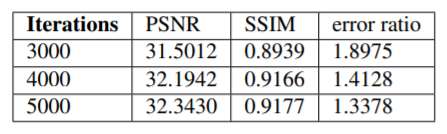 Iterations PSNR SSIM error ratio
3000 31.5012 0.8939 1.8975
4000 32.1942 0.9166 1.4128
5000 32.3430 0.9177 1.3378